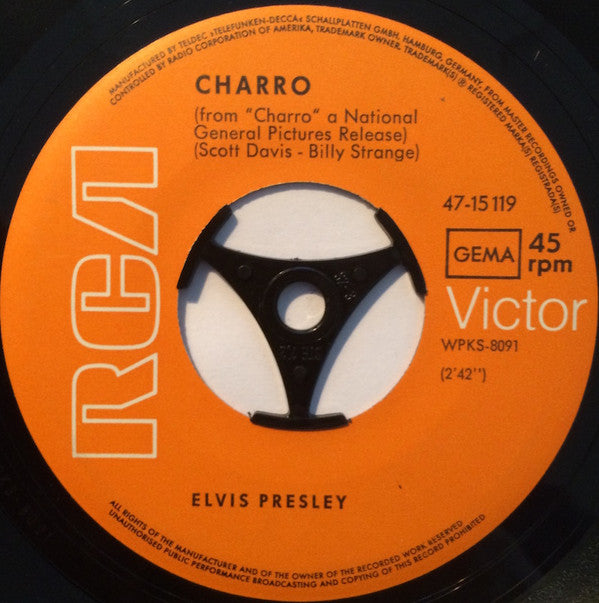 MANUFACTURED BY TELDEC »TELEFUNKEN-DECCA« SCHALLPLATTEN GMBH, HAMBURG, GERMANY, FROM MASTER RECORDINGS OWNED OR
CONTROLLED BY RADIO CORPORATION OF AMERIKA, TRADEMARK OWNER. TRADEMARK(S) ® REGISTERED MARKA(S) REGISTRADA(S)
CHARRO
(from "Charro" a National
General Pictures Release)
(Scott Davis - Billy Strange)
RCA
47-15119
GEMA
45
rpm
Victor
WPKS-8091
(2'42'')
ELVIS PRESLEY
ALL RIGHTS OF THE MANUFACTURER AND OF THE OWNER OF THE RECORDED WORK RESERVED
UNAUTHORISED PUBLIC PERFORMANCE BROADCASTING AND COPYING OF THIS RECORD PROHIBITED